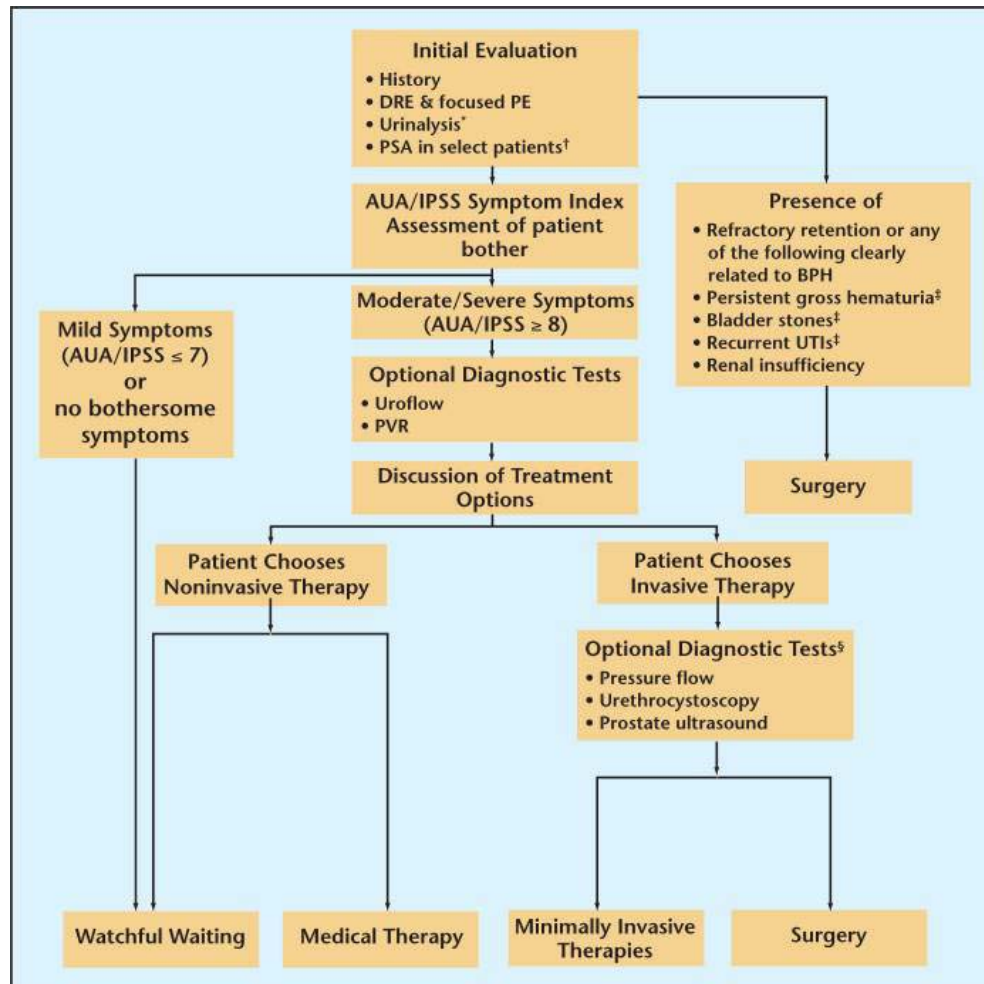 Initial Evaluation
• History
• DRE & focused PE
• Urinalysis*
• PSA in select patients†
AUA/IPSS Symptom Index
Assessment of patient
bother
Presence of
• Refractory retention or any
of the following clearly
related to BPH
• Persistent gross hematuria‡
• Bladder stones‡
• Recurrent UTIs‡
• Renal insufficiency
Mild Symptoms
(AUA/IPSS ≤ 7)
or
no bothersome
symptoms
Moderate/Severe Symptoms
(AUA/IPSS ≥ 8)
Optional Diagnostic Tests
• Uroflow
• PVR
Discussion of Treatment
Options
Surgery
Patient Chooses
Noninvasive Therapy
Patient Chooses
Invasive Therapy
Optional Diagnostic Tests§
• Pressure flow
• Urethrocystoscopy
• Prostate ultrasound
Watchful Waiting
Medical Therapy
Minimally Invasive
Therapies
Surgery